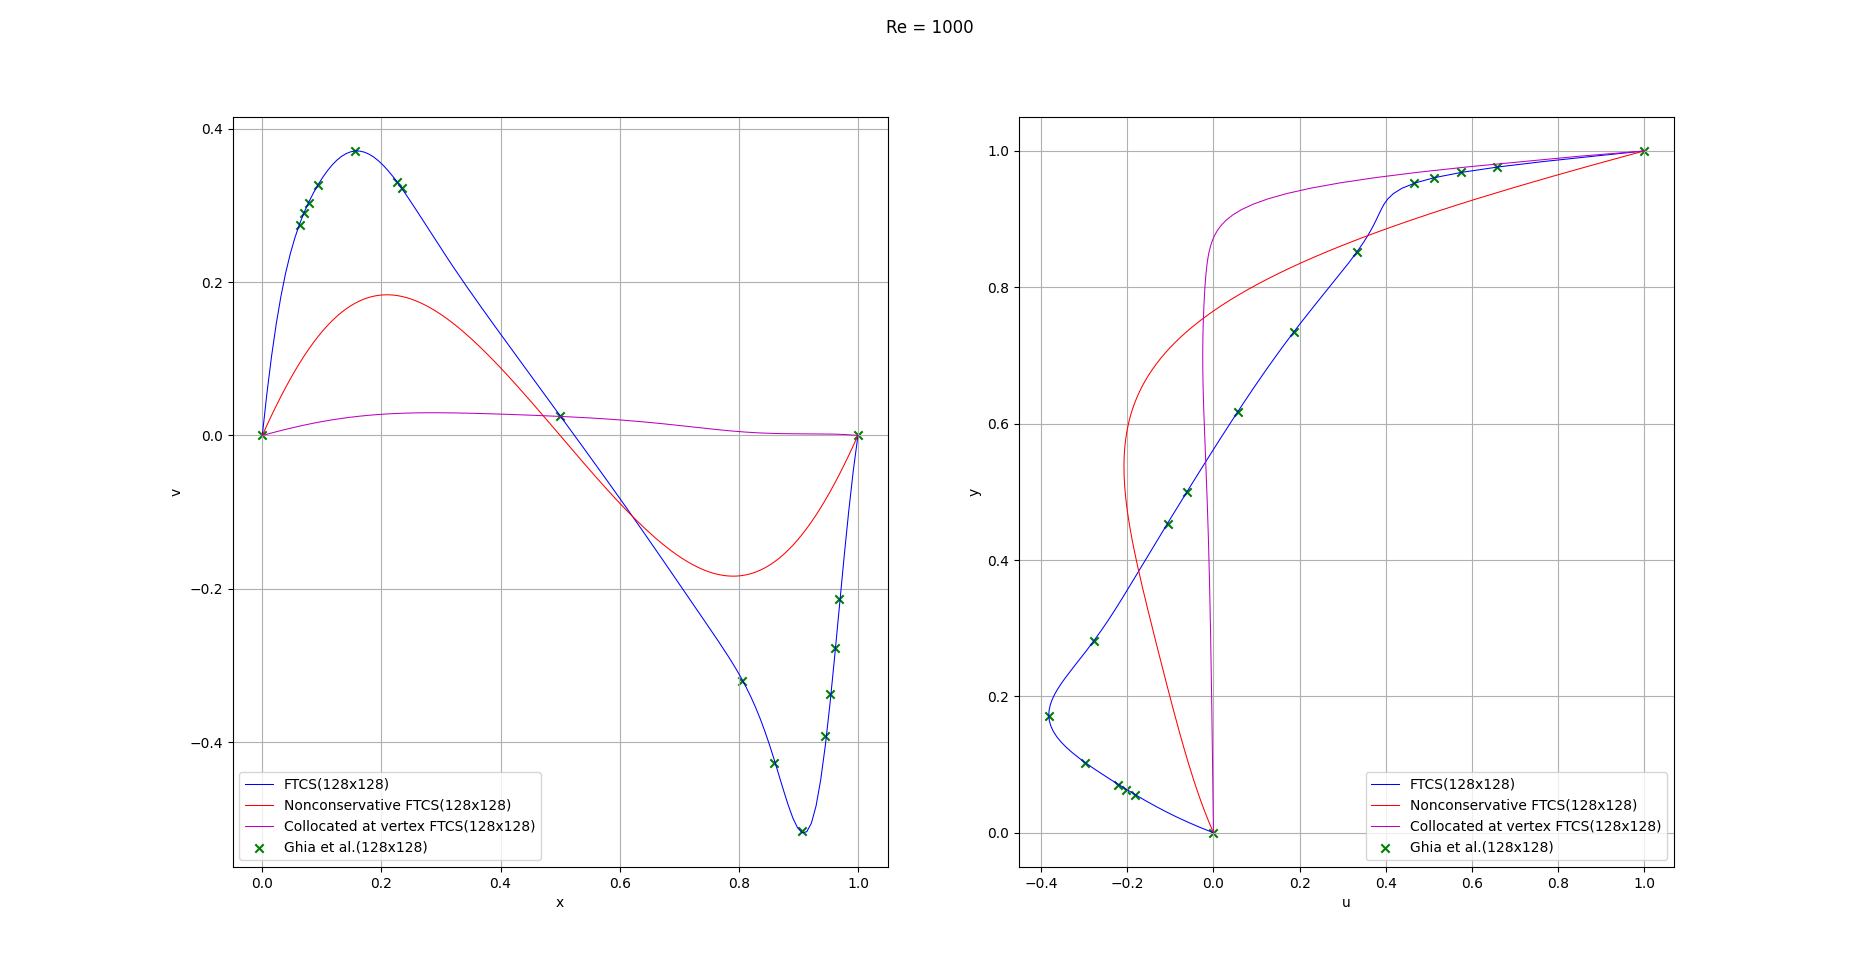 Re = 1000
0.4
0.2
0.0
−0.2
−0.4
v
FTCS(128x128)
Nonconservative FTCS(128x128)
Collocated at vertex FTCS(128x128)
Ghia et al.(128x128)
0.0 0.2 0.4 0.6 0.8 1.0
x
1.0
0.8
0.6
0.4
0.2
0.0
y
FTCS(128x128)
Nonconservative FTCS(128x128)
Collocated at vertex FTCS(128x128)
Ghia et al.(128x128)
−0.4 −0.2 0.0 0.2 0.4 0.6 0.8 1.0
u